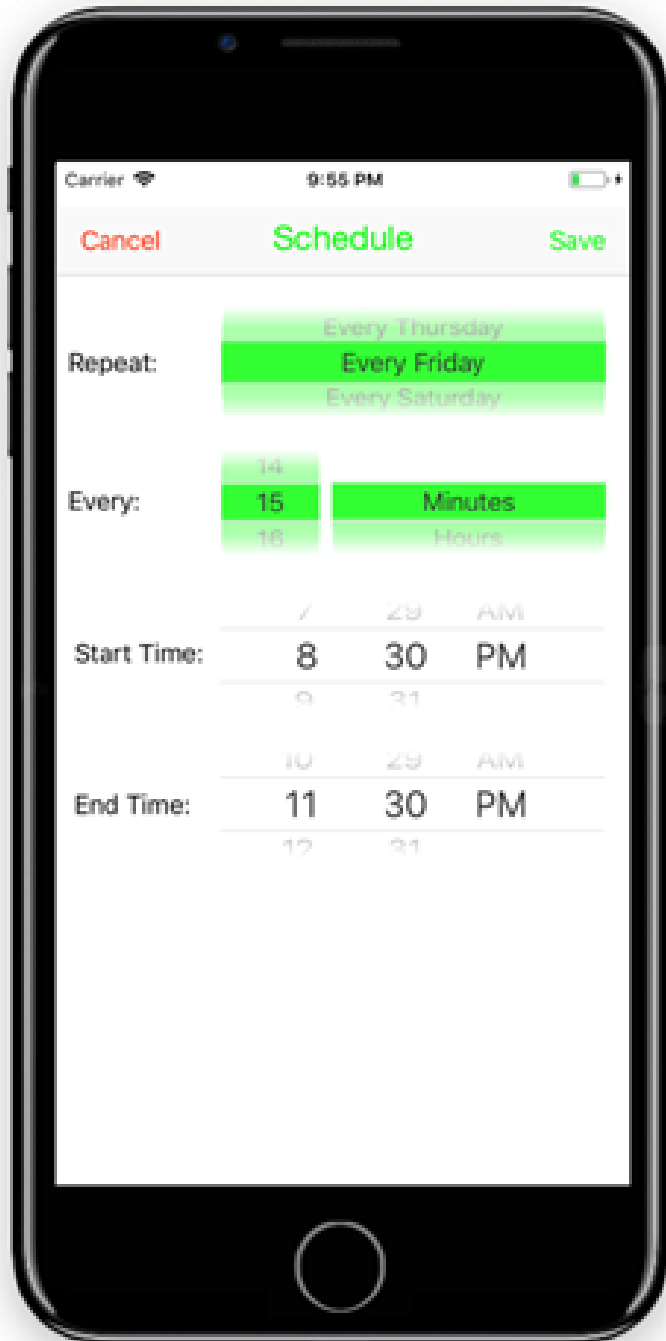 Carrier 9:55 PM
Cancel Schedule Save
Every Thursday
Repeat: Every Friday
Every Saturday
14
Every: 15 Minutes
16 Hours
7 29 AM
Start Time: 8 30 PM
9 31
10 29 AM
End Time: 11 30 PM
12 31